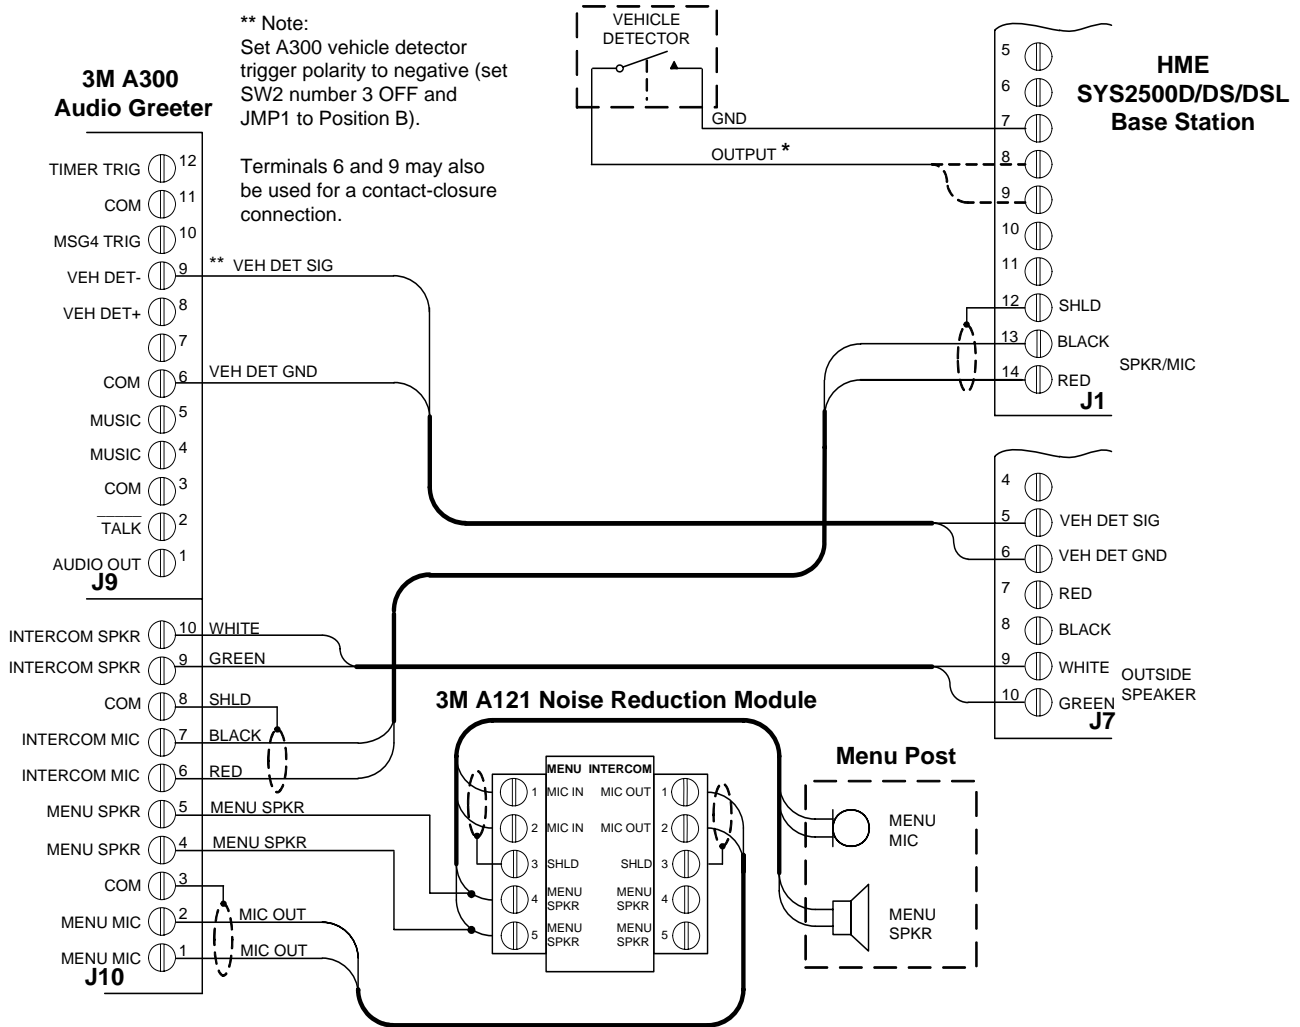 ** Note:
Set A300 vehicle detector
trigger polarity to negative (set
SW2 number 3 OFF and
JMP1 to Position B).
Terminals 6 and 9 may also
be used for a contact-closure
connection.
3M A300
Audio Greeter
TIMER TRIG 12
COM 11
MSG4 TRIG 10
VEH DET- 9 ** VEH DET SIG
VEH DET+ 8
7
COM 6 VEH DET GND
MUSIC 5
MUSIC 4
COM 3
TALK 2
AUDIO OUT 1
J9
INTERCOM SPKR 10 WHITE
INTERCOM SPKR 9 GREEN
COM 8 SHLD
INTERCOM MIC 7 BLACK
INTERCOM MIC 6 RED
MENU SPKR 5 MENU SPKR
MENU SPKR 4 MENU SPKR
COM 3
MENU MIC 2 MIC OUT
MENU MIC 1 MIC OUT
J10
VEHICLE
DETECTOR
GND
OUTPUT *
HME
SYS2500D/DS/DSL
Base Station
5
6
7
8
9
10
11
12 SHLD
13 BLACK
14 RED
SPKR/MIC
J1
4
5 VEH DET SIG
6 VEH DET GND
7 RED
8 BLACK
9 WHITE
10 GREEN
OUTSIDE
SPEAKER
J7
3M A121 Noise Reduction Module
MENU INTERCOM
1 MIC IN MIC OUT 1
2 MIC IN MIC OUT 2
3 SHLD SHLD 3
4 MENU
SPKR
MENU
SPKR 4
5 MENU
SPKR
MENU
SPKR 5
Menu Post
MENU
MIC
MENU
SPKR